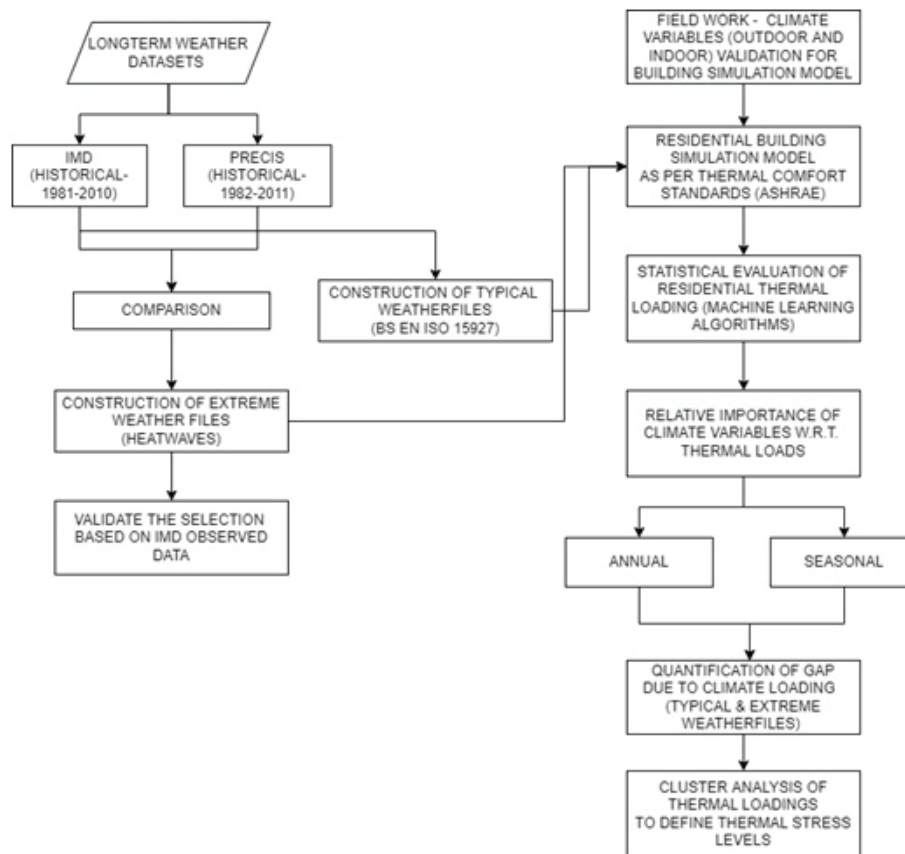 LONGTERM WEATHER
DATASETS
IMD
(HISTORICAL-
1981-2010)
PRECIS
(HISTORICAL-
1982-2011)
COMPARISON
CONSTRUCTION OF TYPICAL
WEATHERFILES
(BS EN ISO 15927)
CONSTRUCTION OF EXTREME
WEATHER FILES
(HEATWAVES)
VALIDATE THE SELECTION
BASED ON IMD OBSERVED
DATA
FIELD WORK - CLIMATE
VARIABLES (OUTDOOR AND
INDOOR) VALIDATION FOR
BUILDING SIMULATION MODEL
RESIDENTIAL BUILDING
SIMULATION MODEL
AS PER THERMAL COMFORT
STANDARDS (ASHRAE)
STATISTICAL EVALUATION OF
RESIDENTIAL THERMAL
LOADING (MACHINE LEARNING
ALGORITHMS)
RELATIVE IMPORTANCE OF
CLIMATE VARIABLES W.R.T.
THERMAL LOADS
ANNUAL
SEASONAL
QUANTIFICATION OF GAP
DUE TO CLIMATE LOADING
(TYPICAL & EXTREME
WEATHERFILES)
CLUSTER ANALYSIS OF
THERMAL LOADINGS
TO DEFINE THERMAL STRESS
LEVELS